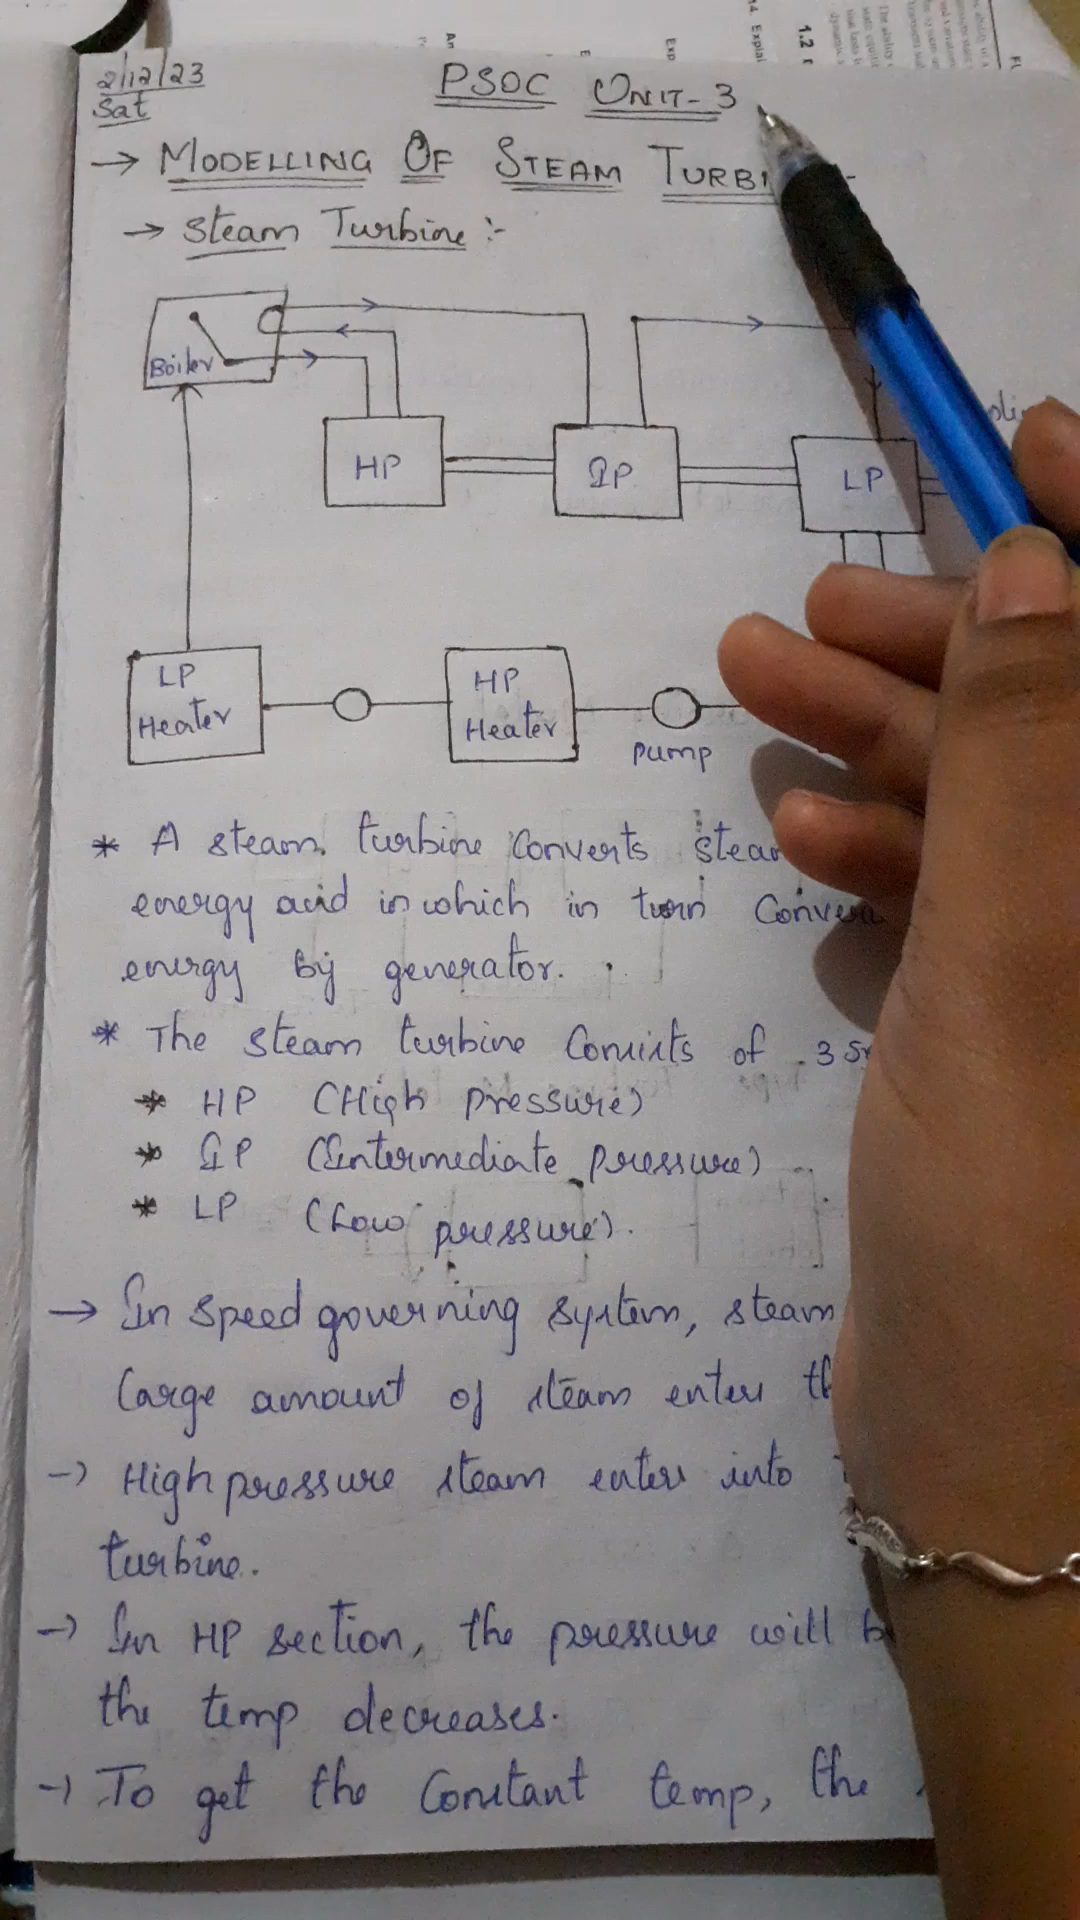 2/12/23
Sat
PSOC UNIT-3
→ MODELLING OF STEAM TURBI
→ Steam Turbine :-
Boiler
HP
IP
LP
LP Heater
HP Heater
pump
* A steam turbine converts stea
energy and in which in turn conver
energy by generator.
* The steam turbine consists of 3 s
* HP (High pressure)
* IP (Intermediate pressure)
* LP (Low pressure).
→ In speed governing system, steam
large amount of steam enters th
→ High pressure steam enters into
turbine.
→ In HP section, the pressure will b
the temp decreases.
→ To get the constant temp, the